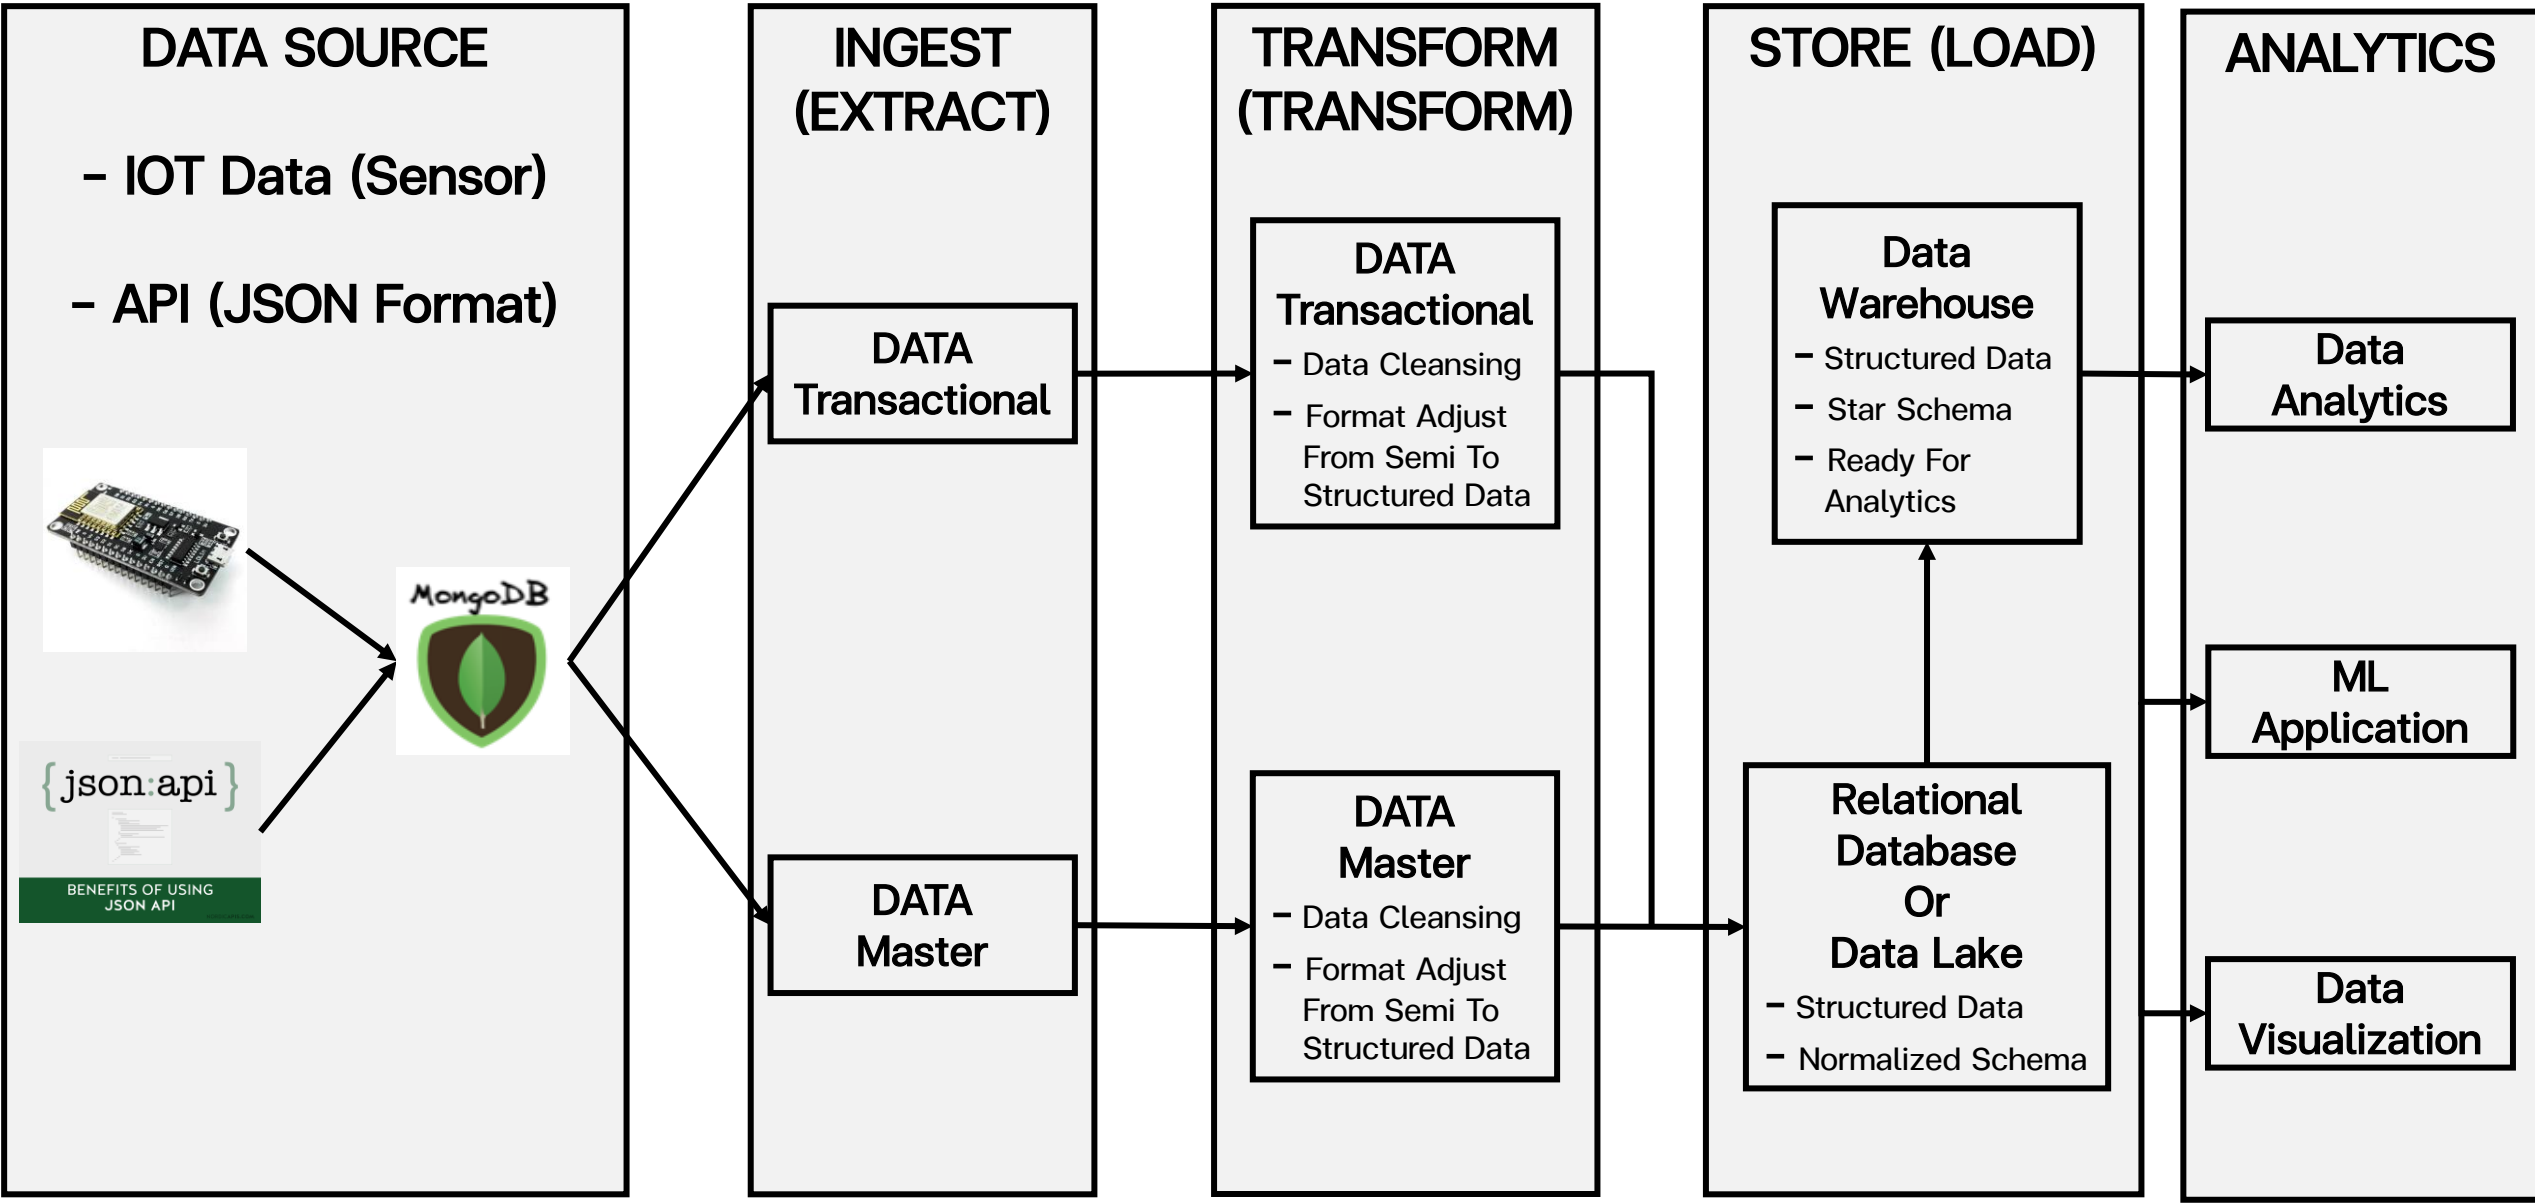 DATA SOURCE
- IOT Data (Sensor)
- API (JSON Format)
MongoDB
{json:api}
BENEFITS OF USING
JSON API
INGEST
(EXTRACT)
DATA
Transactional
DATA
Master
TRANSFORM
(TRANSFORM)
DATA
Transactional
- Data Cleansing
- Format Adjust
From Semi To
Structured Data
DATA
Master
- Data Cleansing
- Format Adjust
From Semi To
Structured Data
STORE (LOAD)
Data
Warehouse
- Structured Data
- Star Schema
- Ready For
Analytics
Relational
Database
Or
Data Lake
- Structured Data
- Normalized Schema
ANALYTICS
Data
Analytics
ML
Application
Data
Visualization